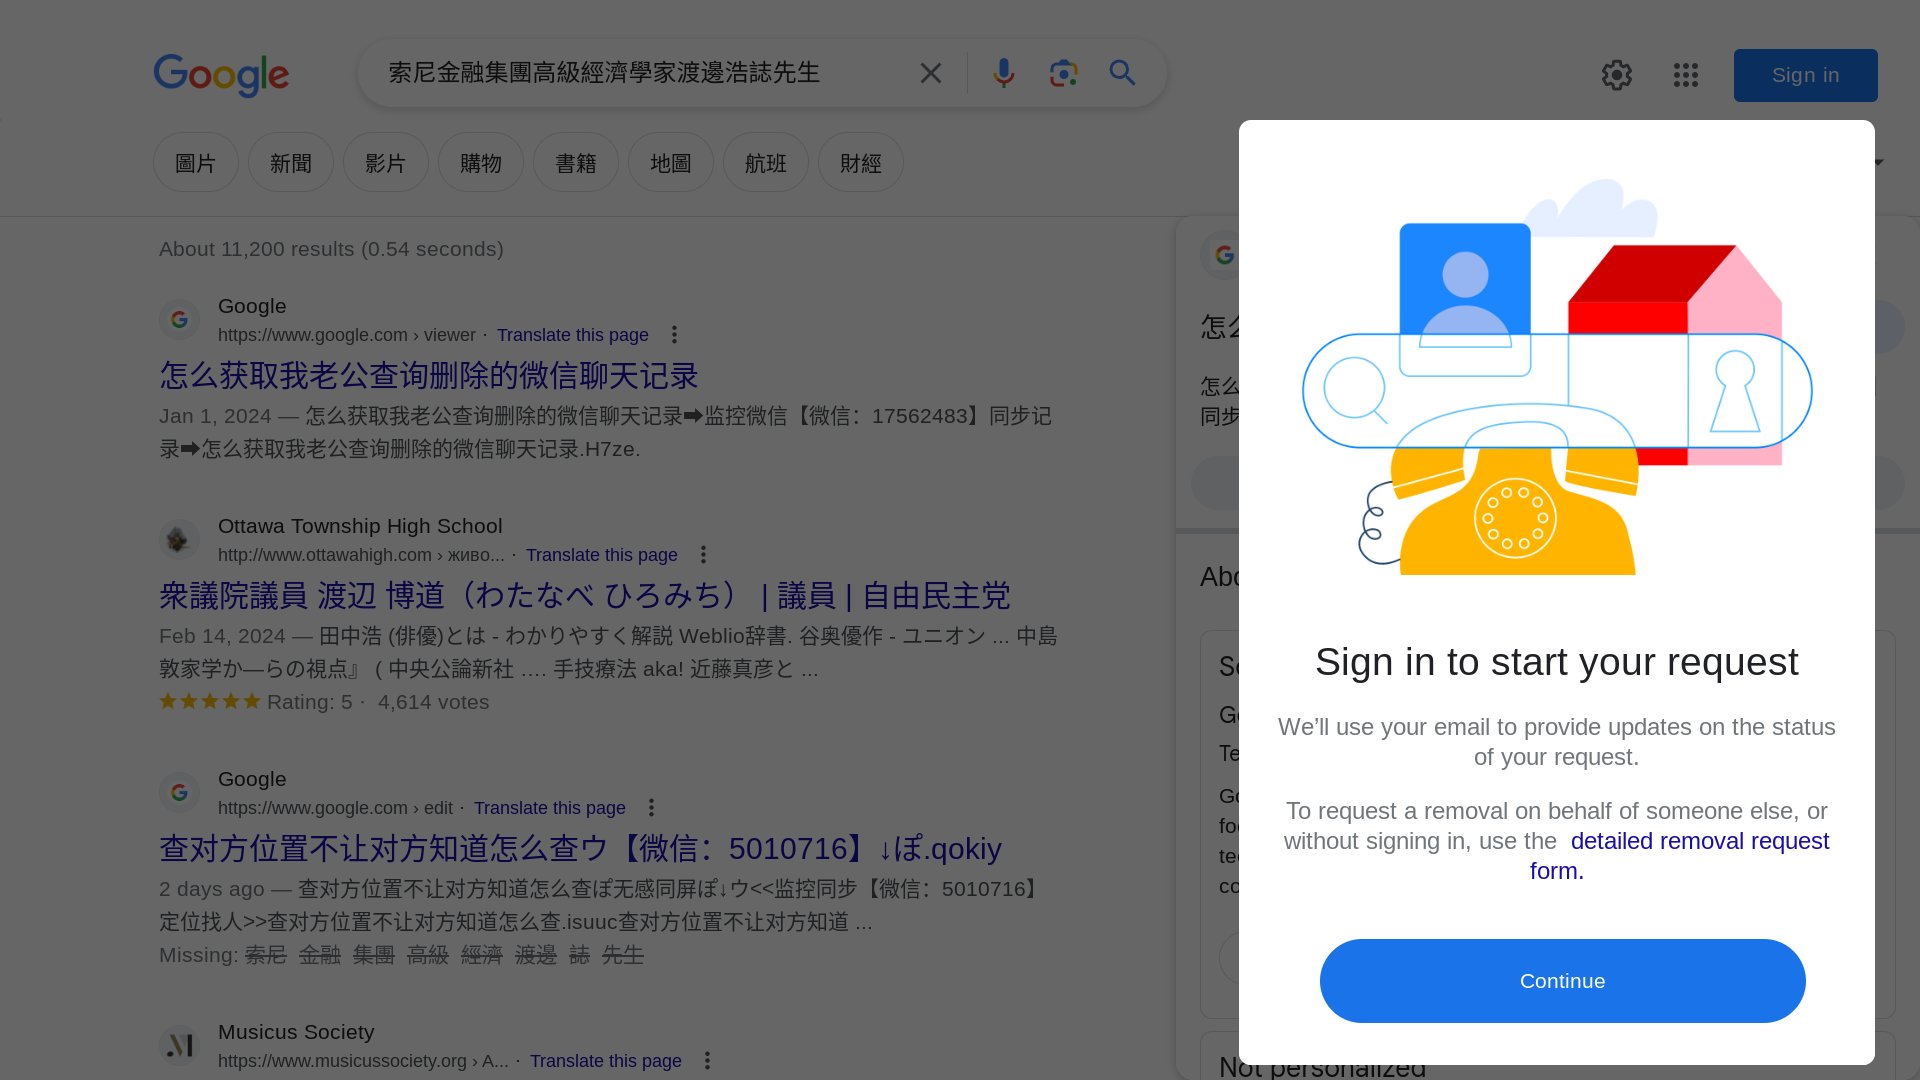 Google
索尼金融集團高級經濟學家渡邊浩誌先生
Sign in
圖片
新聞
影片
購物
書籍
地圖
航班
財經
About 11,200 results (0.54 seconds)
Google
https://www.google.com › viewer · Translate this page
怎么获取我老公查询删除的微信聊天记录
Jan 1, 2024 — 怎么获取我老公查询删除的微信聊天记录➡监控微信【微信：17562483】同步记
录➡怎么获取我老公查询删除的微信聊天记录.H7ze.
Ottawa Township High School
http://www.ottawahigh.com › живо... · Translate this page
衆議院議員 渡辺 博道（わたなべ ひろみち） | 議員 | 自由民主党
Feb 14, 2024 — 田中浩 (俳優)とは - わかりやすく解説 Weblio辞書. 谷奥優作 - ユニオン ... 中島
敦家学か—らの視点』 ( 中央公論新社 .... 手技療法 aka! 近藤真彦と ...
Rating: 5 · 4,614 votes
Google
https://www.google.com › edit · Translate this page
查对方位置不让对方知道怎么查ウ【微信：5010716】↓ぽ.qokiy
2 days ago — 查对方位置不让对方知道怎么查ぽ无感同屏ぽ↓ウ<<监控同步【微信：5010716】
定位找人>>查对方位置不让对方知道怎么查.isuuc查对方位置不让对方知道 ...
Missing: 索尼 金融 集團 高級 經濟 渡邊 誌 先生
Musicus Society
https://www.musicussociety.org › A... · Translate this page
怎么
怎么
同步
Abo
So
Go
Te
Go
fo
te
co
Not personalized
Sign in to start your request
We’ll use your email to provide updates on the status
of your request.
To request a removal on behalf of someone else, or
without signing in, use the detailed removal request
form.
Continue